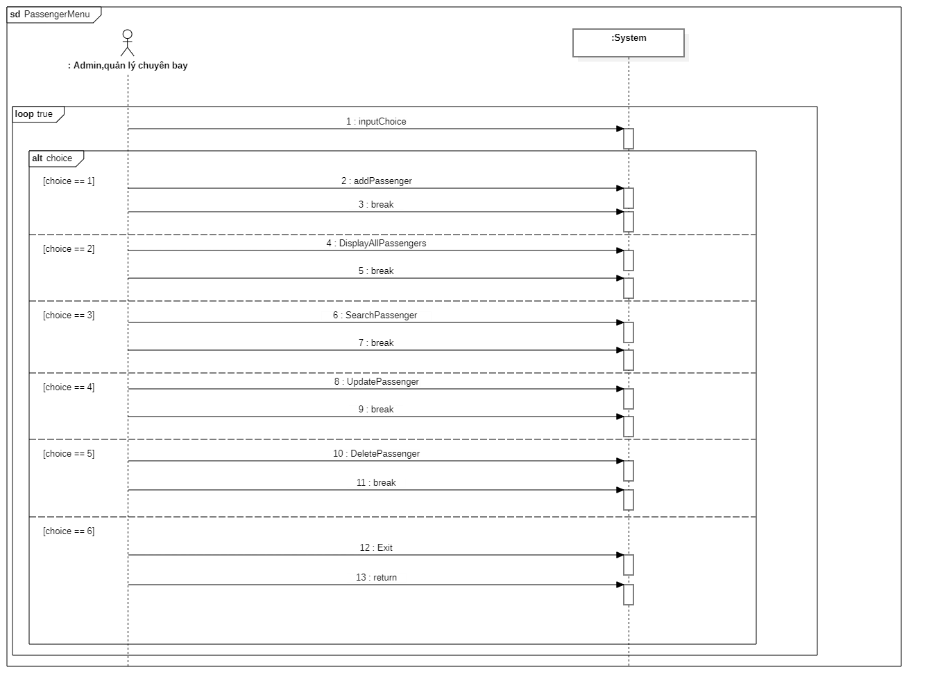 sd PassengerMenu
: Admin,quản lý chuyên bay
:System
loop true
1 : inputChoice
alt choice
[choice == 1]
2 : addPassenger
3 : break
[choice == 2]
4 : DisplayAllPassengers
5 : break
[choice == 3]
6 : SearchPassenger
7 : break
[choice == 4]
8 : UpdatePassenger
9 : break
[choice == 5]
10 : DeletePassenger
11 : break
[choice == 6]
12 : Exit
13 : return